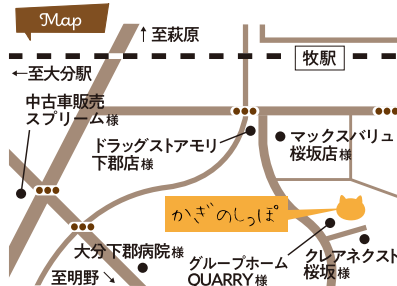 Map
↑至萩原
牧駅
←至大分駅
中古車販売
スプリーム様
ドラッグストアモリ
下郡店様
マックスバリュ
桜坂店様
かぎのしっぽ
大分下郡病院様
グループホーム
QUARRY様
クレアネクスト
桜坂様
至明野↘